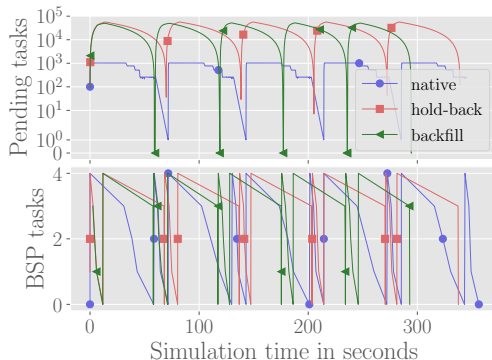 Pending tasks
10^5
10^4
10^3
10^2
10^1
10^0
0
native
hold-back
backfill
BSP tasks
4
2
0
0 100 200 300
Simulation time in seconds